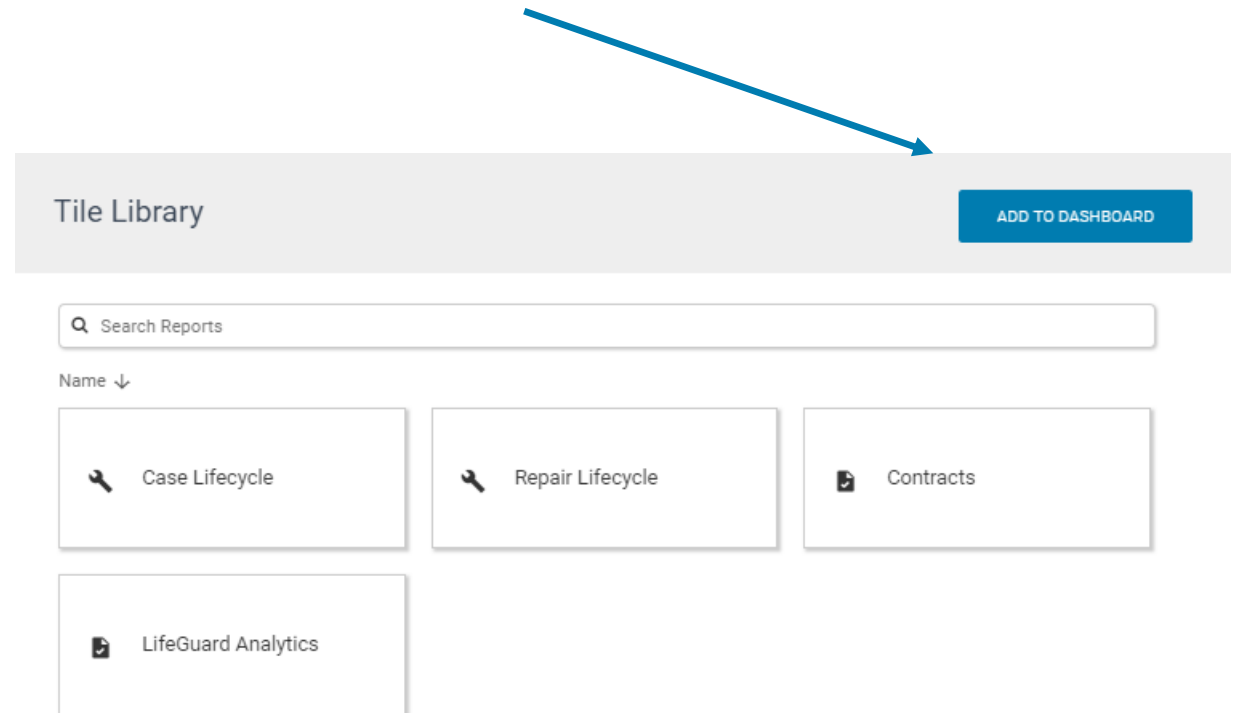 Tile Library
ADD TO DASHBOARD
Search Reports
Name
Case Lifecycle
Repair Lifecycle
Contracts
LifeGuard Analytics